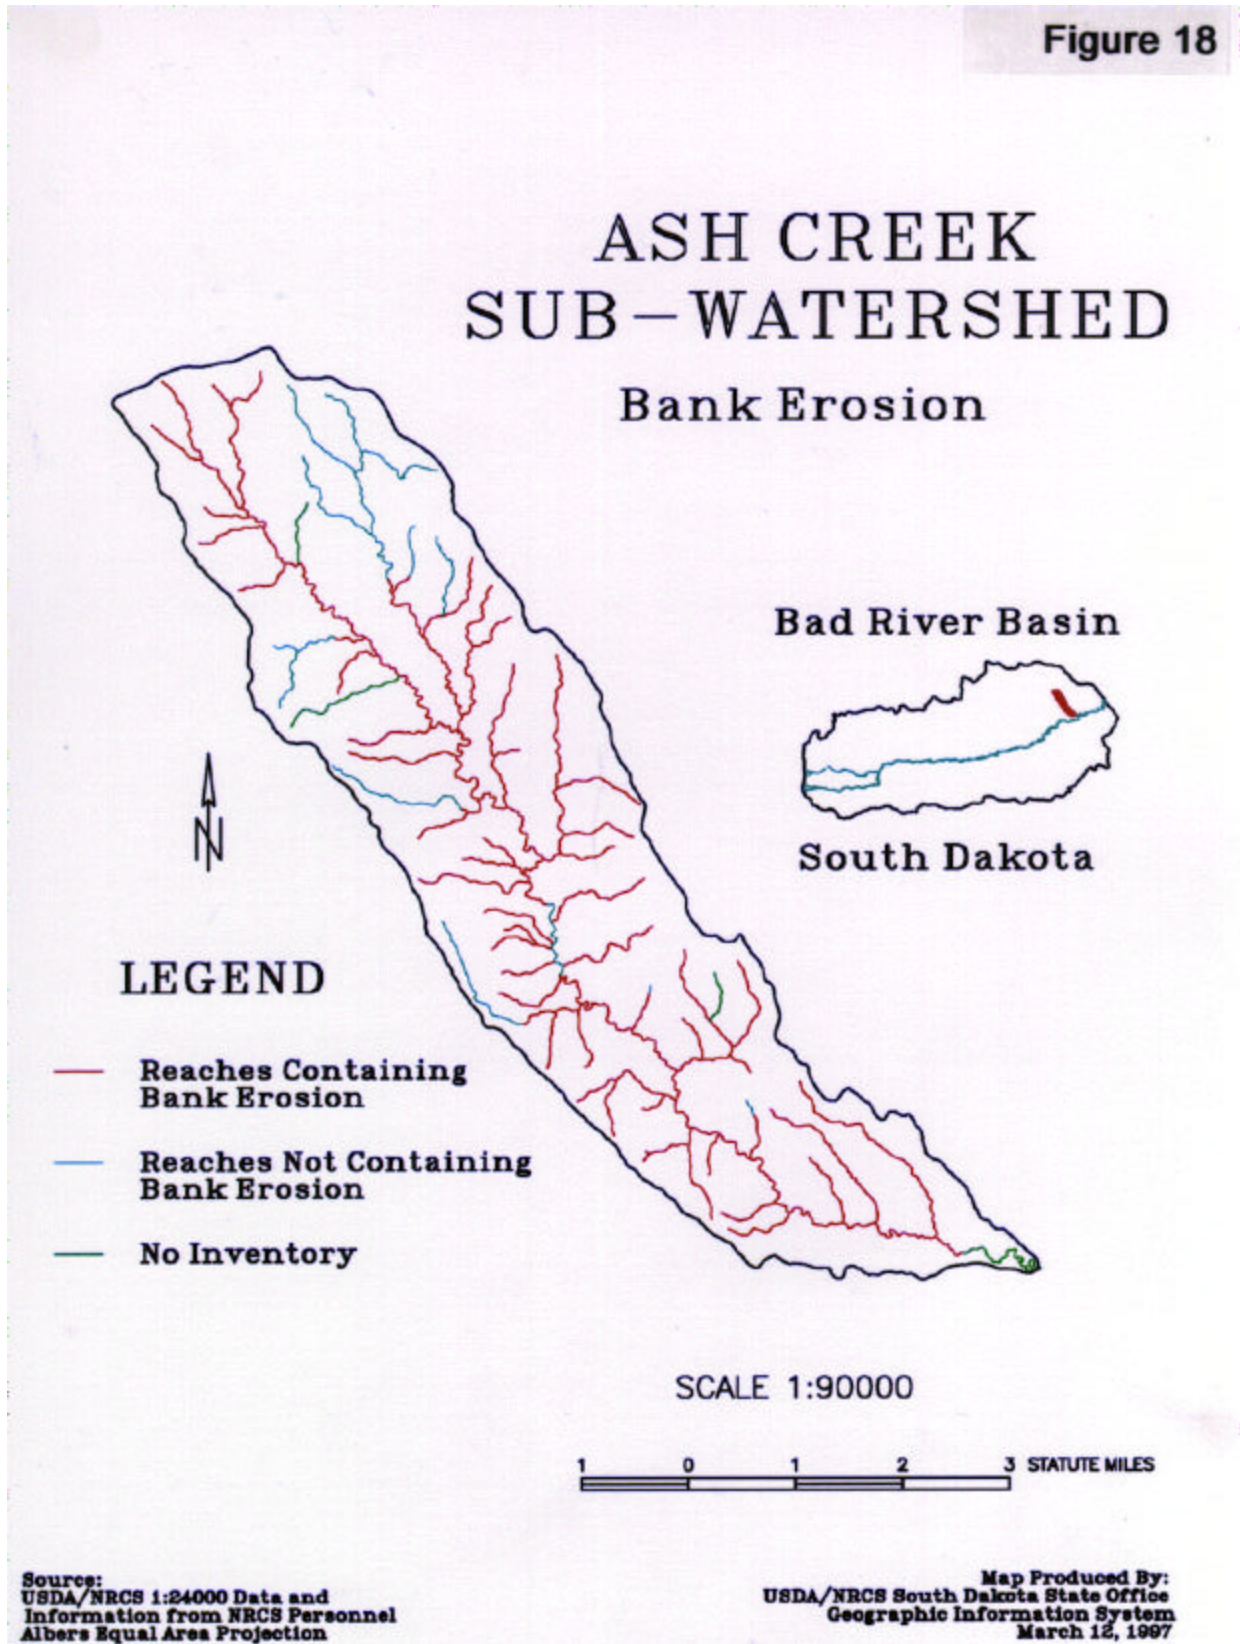 Figure 18
ASH CREEK
SUB-WATERSHED
Bank Erosion
Bad River Basin
South Dakota
N
LEGEND
Reaches Containing
Bank Erosion
Reaches Not Containing
Bank Erosion
No Inventory
SCALE 1:90000
1 0 1 2 3 STATUTE MILES
Source:
USDA/NRCS 1:24000 Data and
Information from NRCS Personnel
Albers Equal Area Projection
Map Produced By:
USDA/NRCS South Dakota State Office
Geographic Information System
March 12, 1997